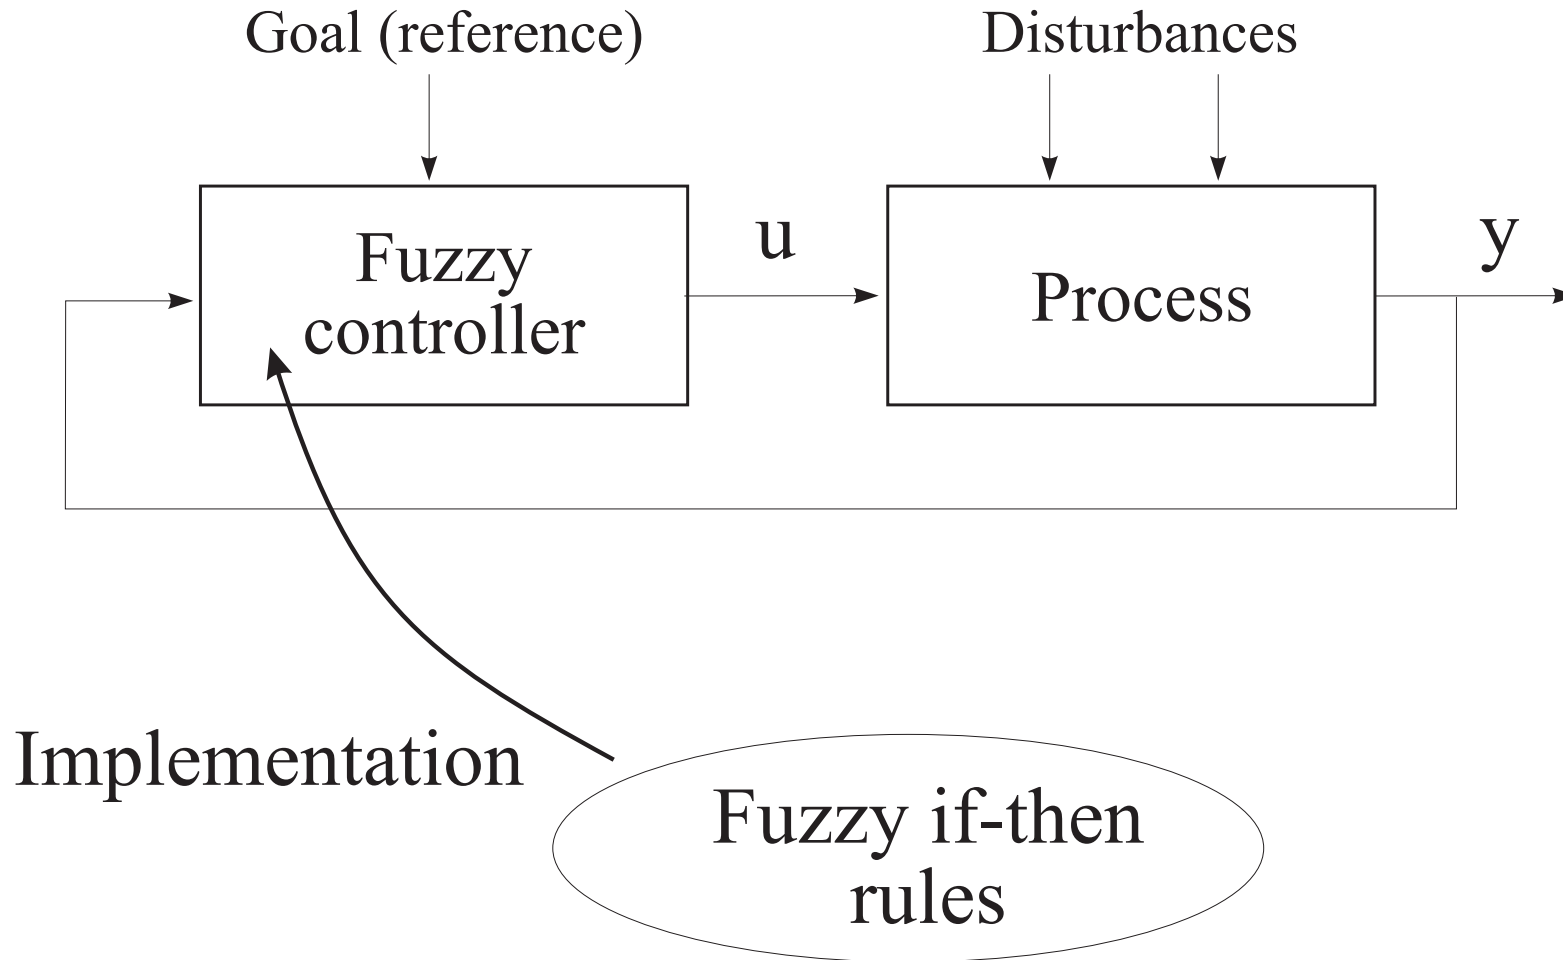 Goal (reference)
Disturbances
Fuzzy
controller
u
Process
y
Implementation
Fuzzy if-then
rules